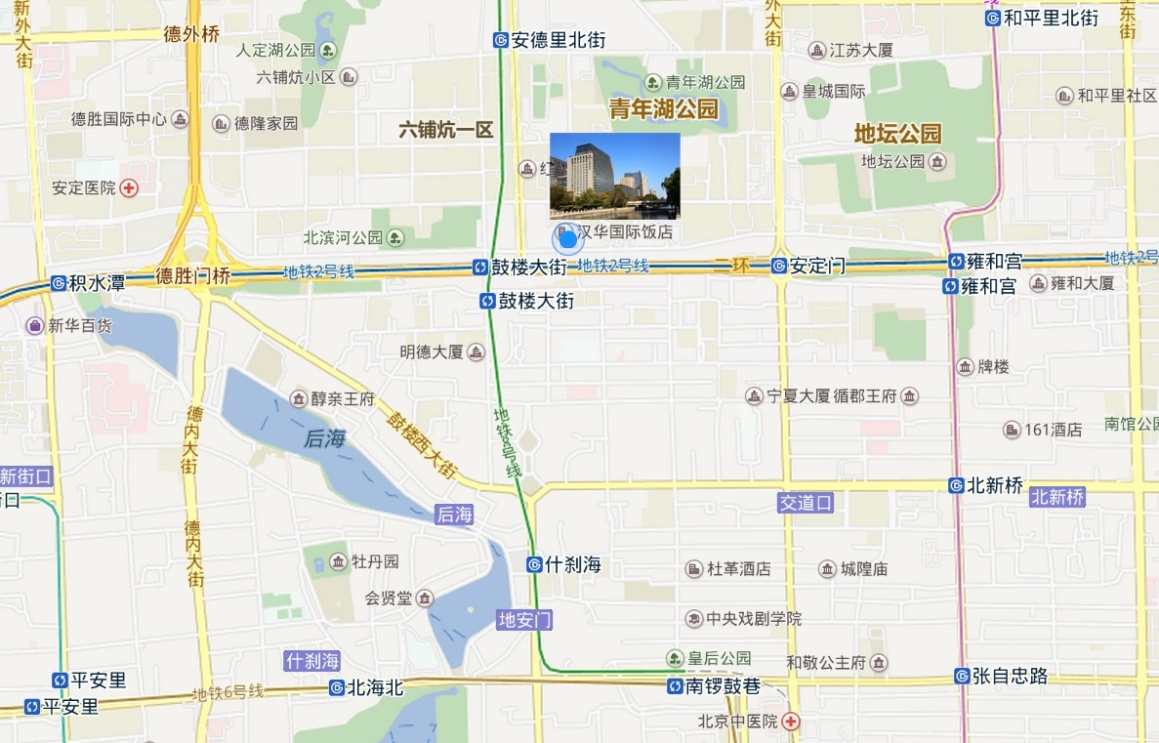 新外大街
德外桥
人定湖公园
六铺炕小区
安德里北街
青年湖公园
青年湖公园
江苏大厦
皇城国际
和平里北街
和平里社区
德胜国际中心
德隆家园
六铺炕一区
地坛公园
地坛公园
安定医院
北滨河公园
汉华国际饭店
积水潭
德胜门桥
地铁2号线
鼓楼大街
地铁2号线
二环
安定门
雍和宫
地铁2号
鼓楼大街
雍和宫
雍和大厦
新华百货
明德大厦
牌楼
醇亲王府
宁夏大厦
循郡王府
德内大街
后海
鼓楼西大街
地铁8号线
161酒店
南馆公园
新街口
后海
交道口
北新桥
北新桥
德内大街
牡丹园
什刹海
杜革酒店
城隍庙
会贤堂
地安门
中央戏剧学院
什刹海
皇后公园
和敬公主府
平安里
平安里
地铁6号线
北海北
南锣鼓巷
张自忠路
北京中医院